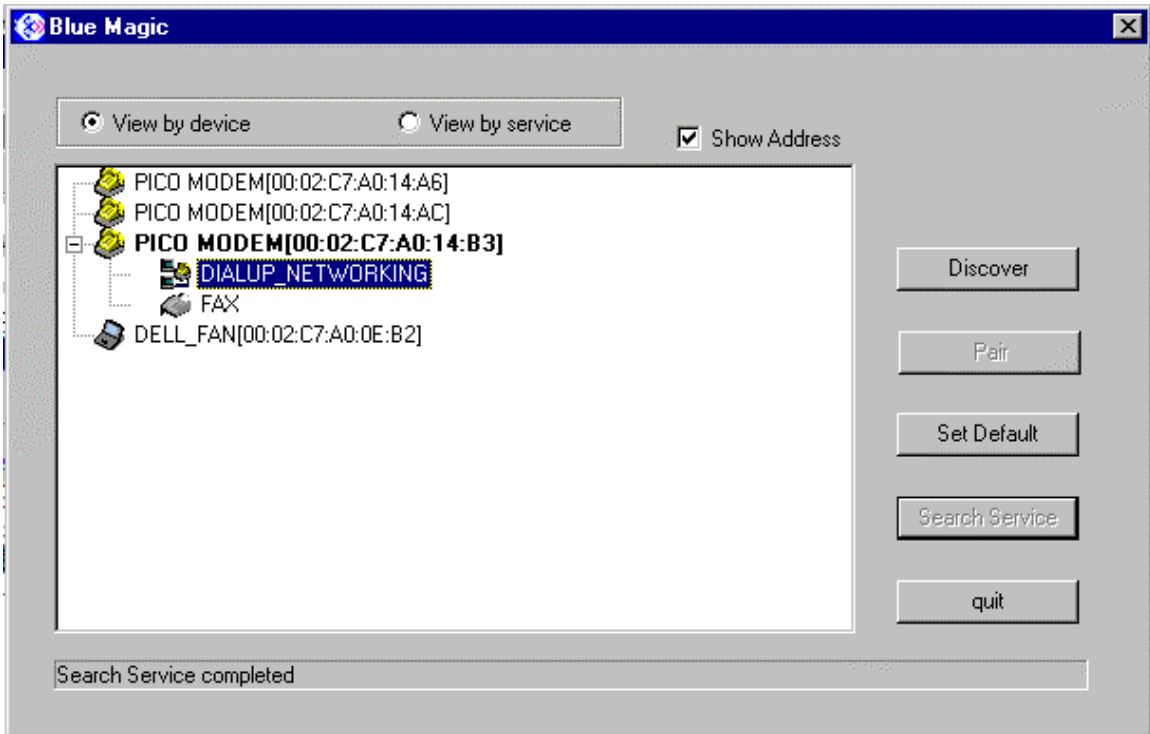 Blue Magic
View by device
View by service
Show Address
PICO MODEM[00:02:C7:A0:14:A6]
PICO MODEM[00:02:C7:A0:14:AC]
PICO MODEM[00:02:C7:A0:14:B3]
DIALUP_NETWORKING
FAX
DELL_FAN[00:02:C7:A0:0E:B2]
Discover
Pair
Set Default
Search Service
quit
Search Service completed